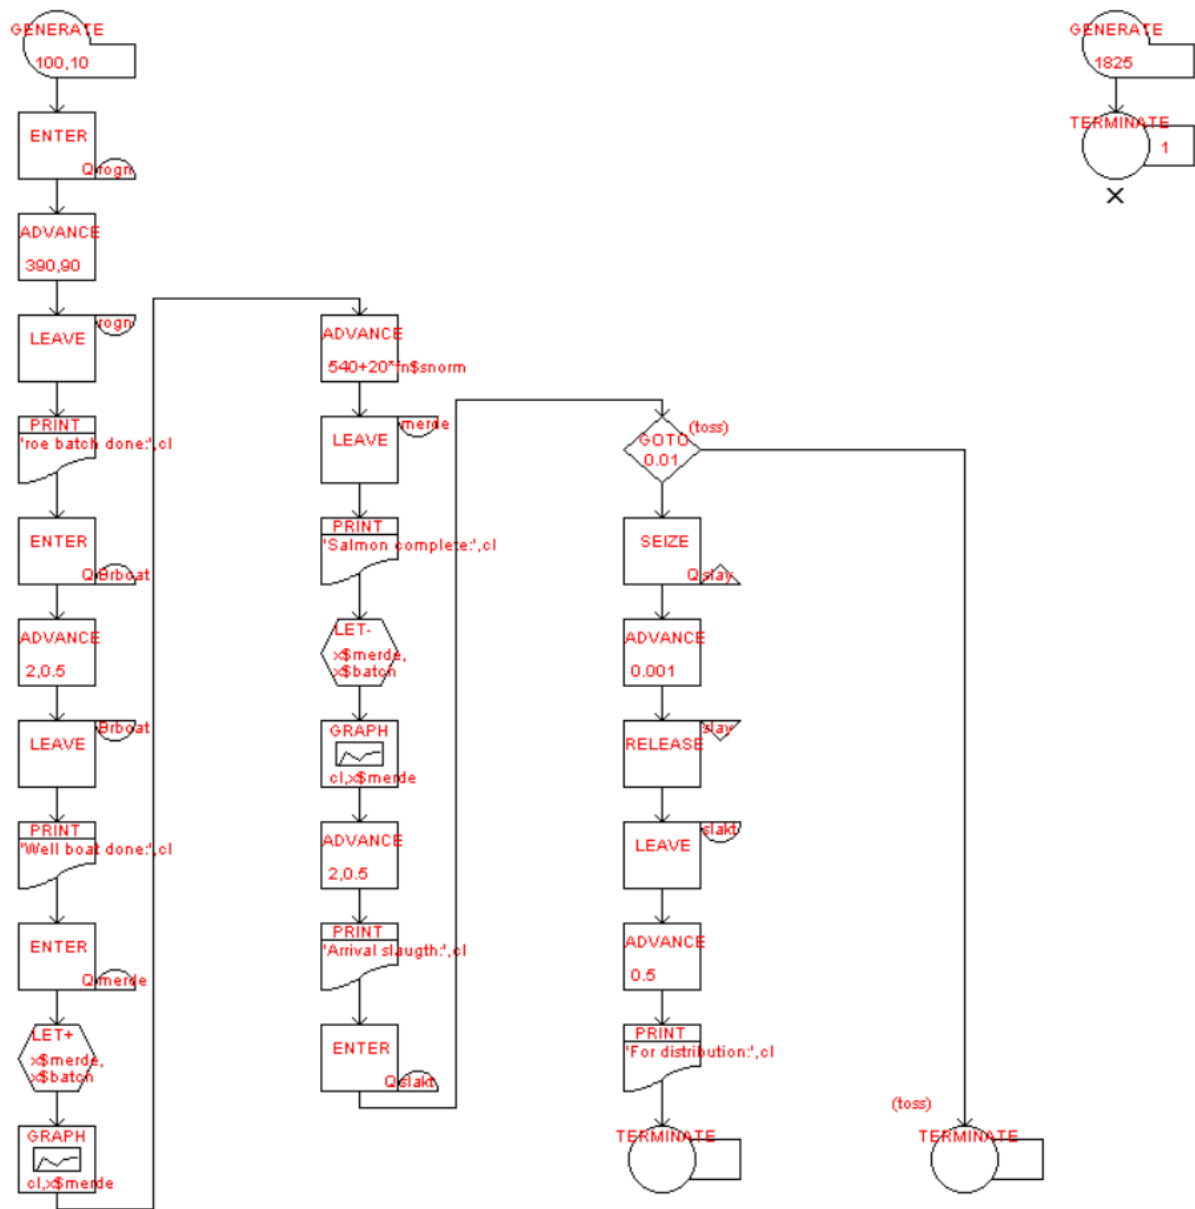 GENERATE
100,10
ENTER
Q rogn
ADVANCE
390,90
LEAVE
rogn
PRINT
'roe batch done:',cl
ENTER
Q Brboat
ADVANCE
2,0.5
LEAVE
Brboat
PRINT
'Well boat done:',cl
ENTER
Q merde
LET+
x$merde,
x$batch
GRAPH
cl,x$merde
ADVANCE
540+20*fn$snorm
LEAVE
merde
PRINT
'Salmon complete:',cl
LET-
x$merde,
x$batch
GRAPH
cl,x$merde
ADVANCE
2,0.5
PRINT
'Arrival slaugth:',cl
ENTER
Q slakt
GOTO
0.01
(toss)
SEIZE
Q slay
ADVANCE
0.001
RELEASE
slay
LEAVE
slakt
ADVANCE
0.5
PRINT
'For distribution:',cl
TERMINATE
(toss)
TERMINATE
GENERATE
1825
TERMINATE
1